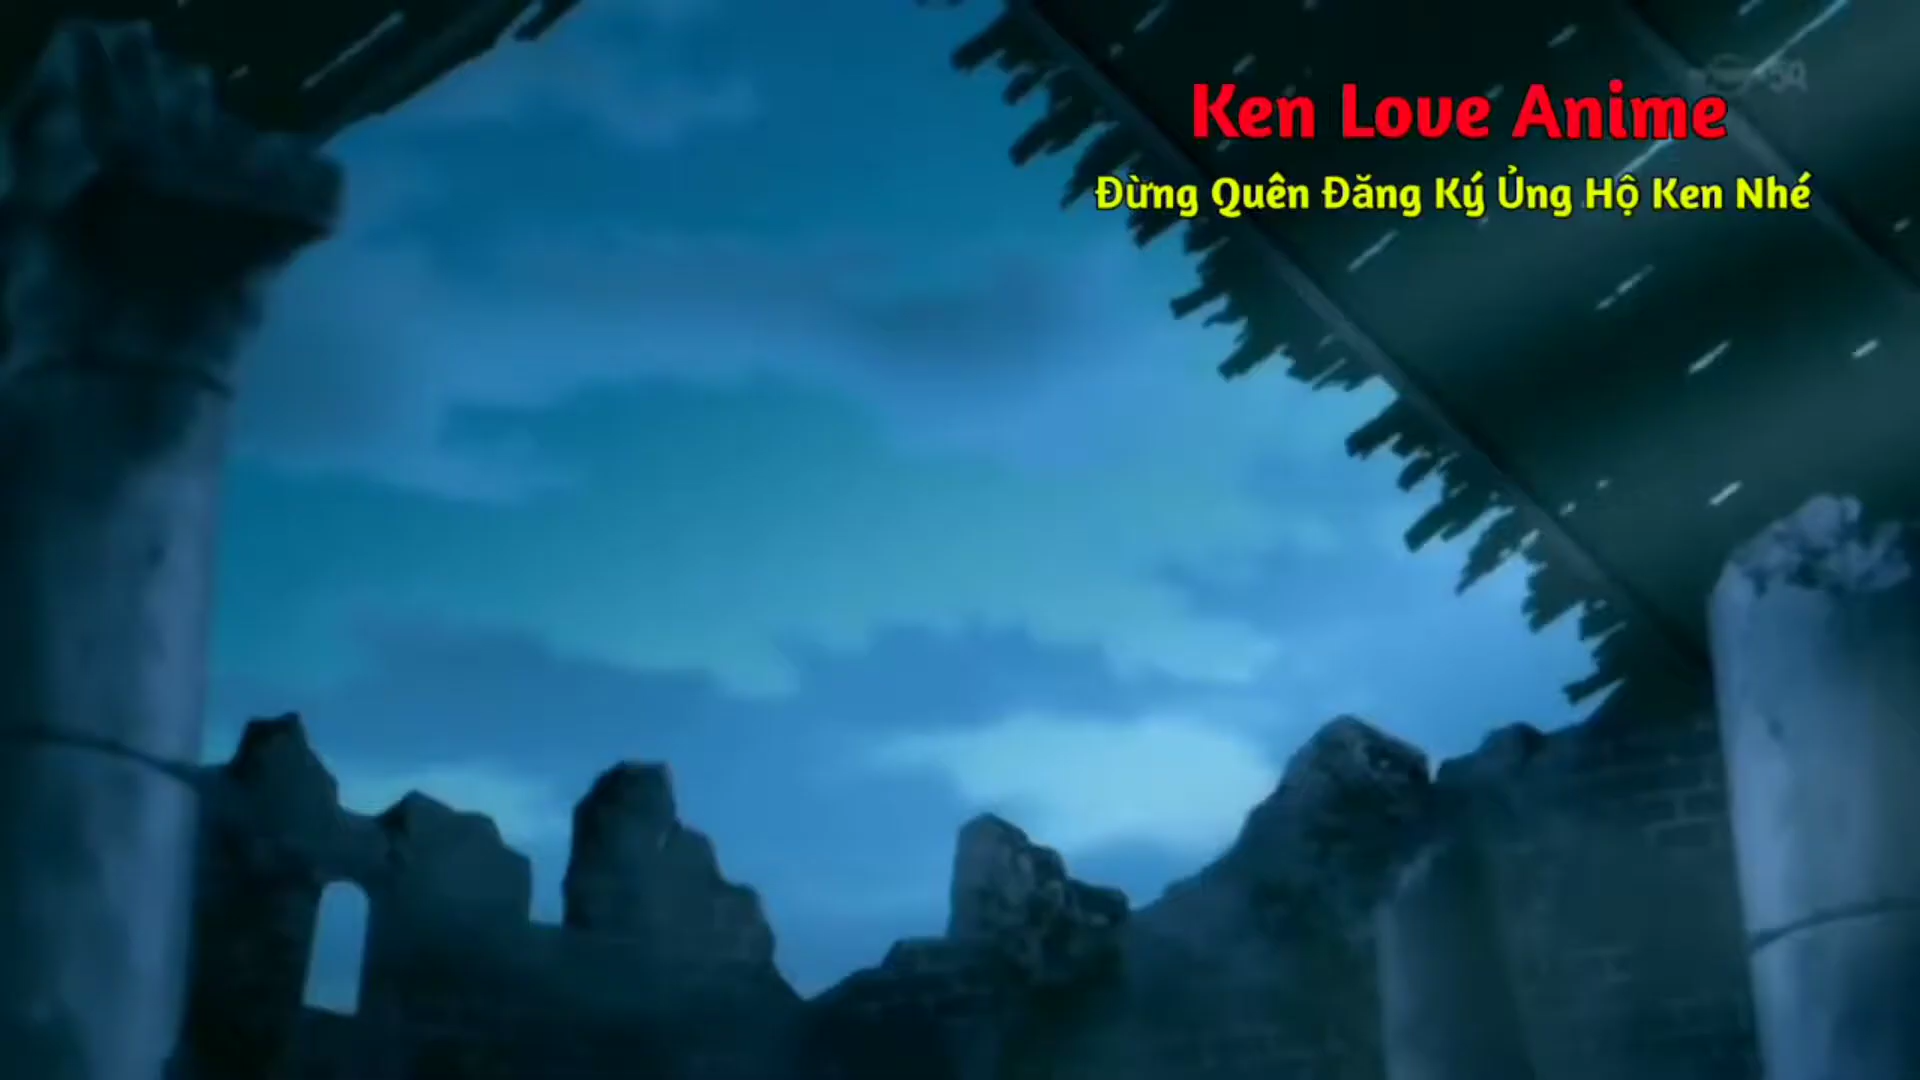 Ken Love Anime
Đừng Quên Đăng Ký Ủng Hộ Ken Nhé